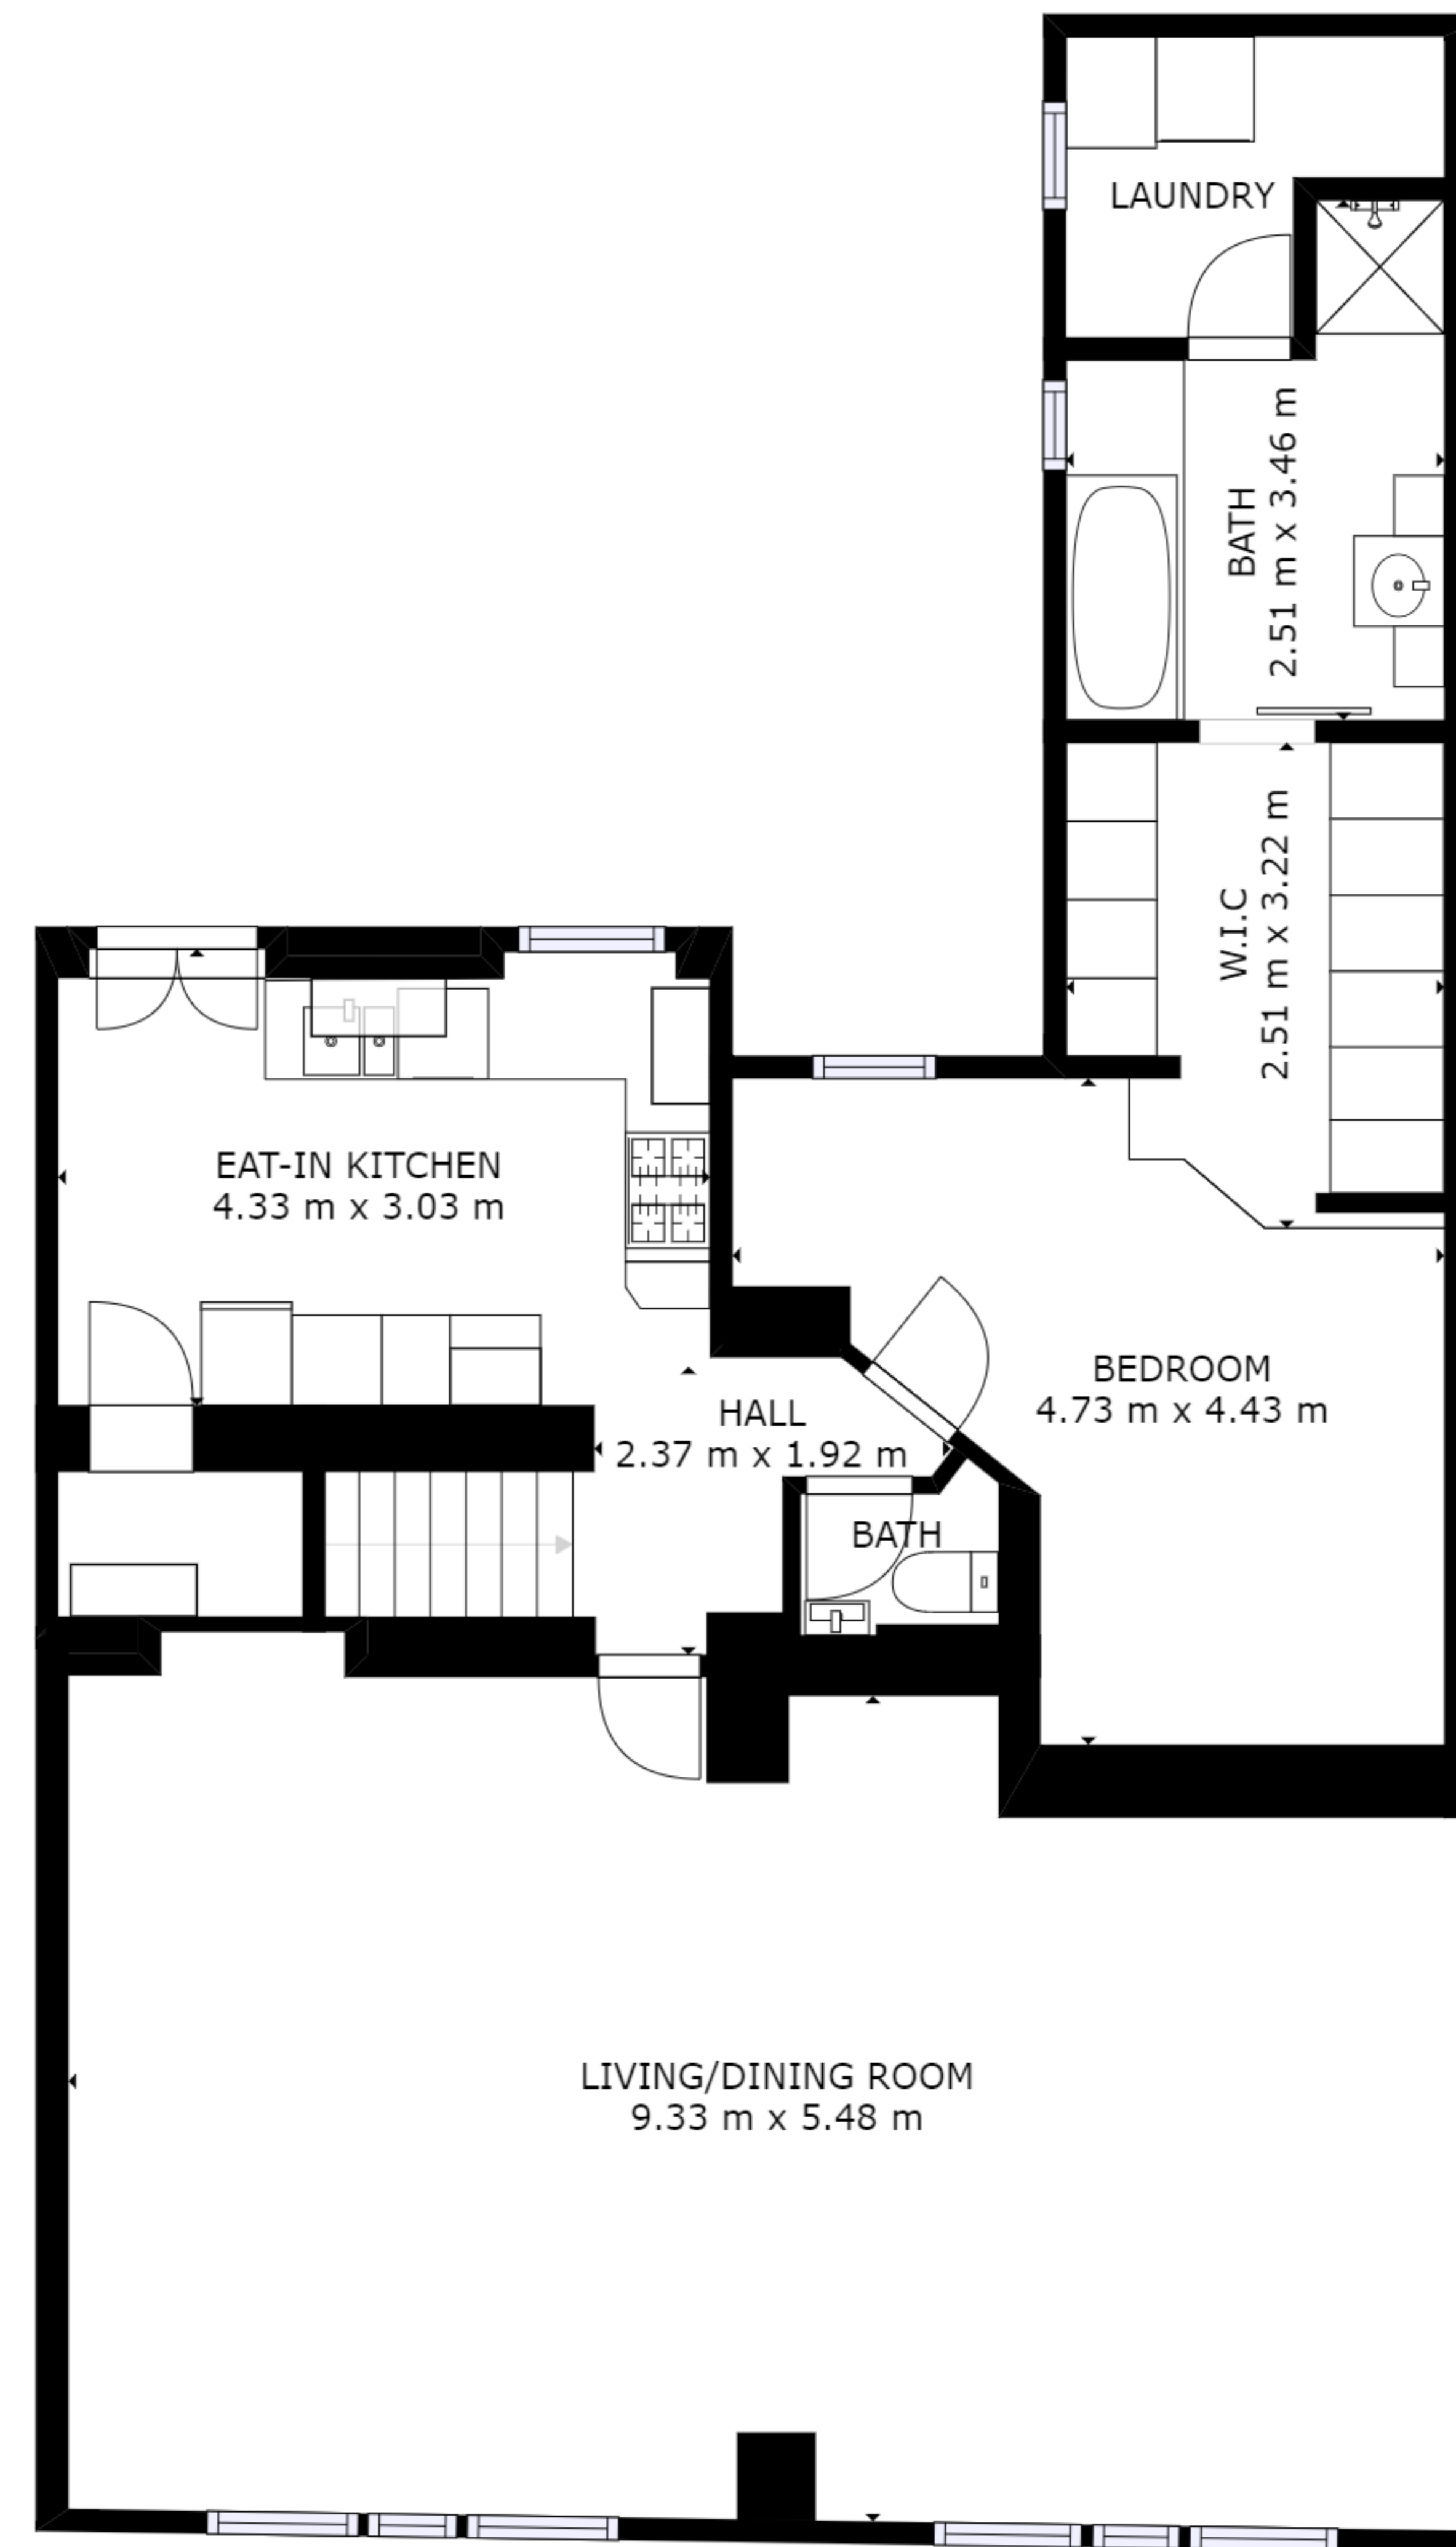 LAUNDRY
BATH
2.51 m x 3.46 m
W.I.C
2.51 m x 3.22 m
EAT-IN KITCHEN
4.33 m x 3.03 m
BEDROOM
4.73 m x 4.43 m
HALL
2.37 m x 1.92 m
BATH
LIVING/DINING ROOM
9.33 m x 5.48 m